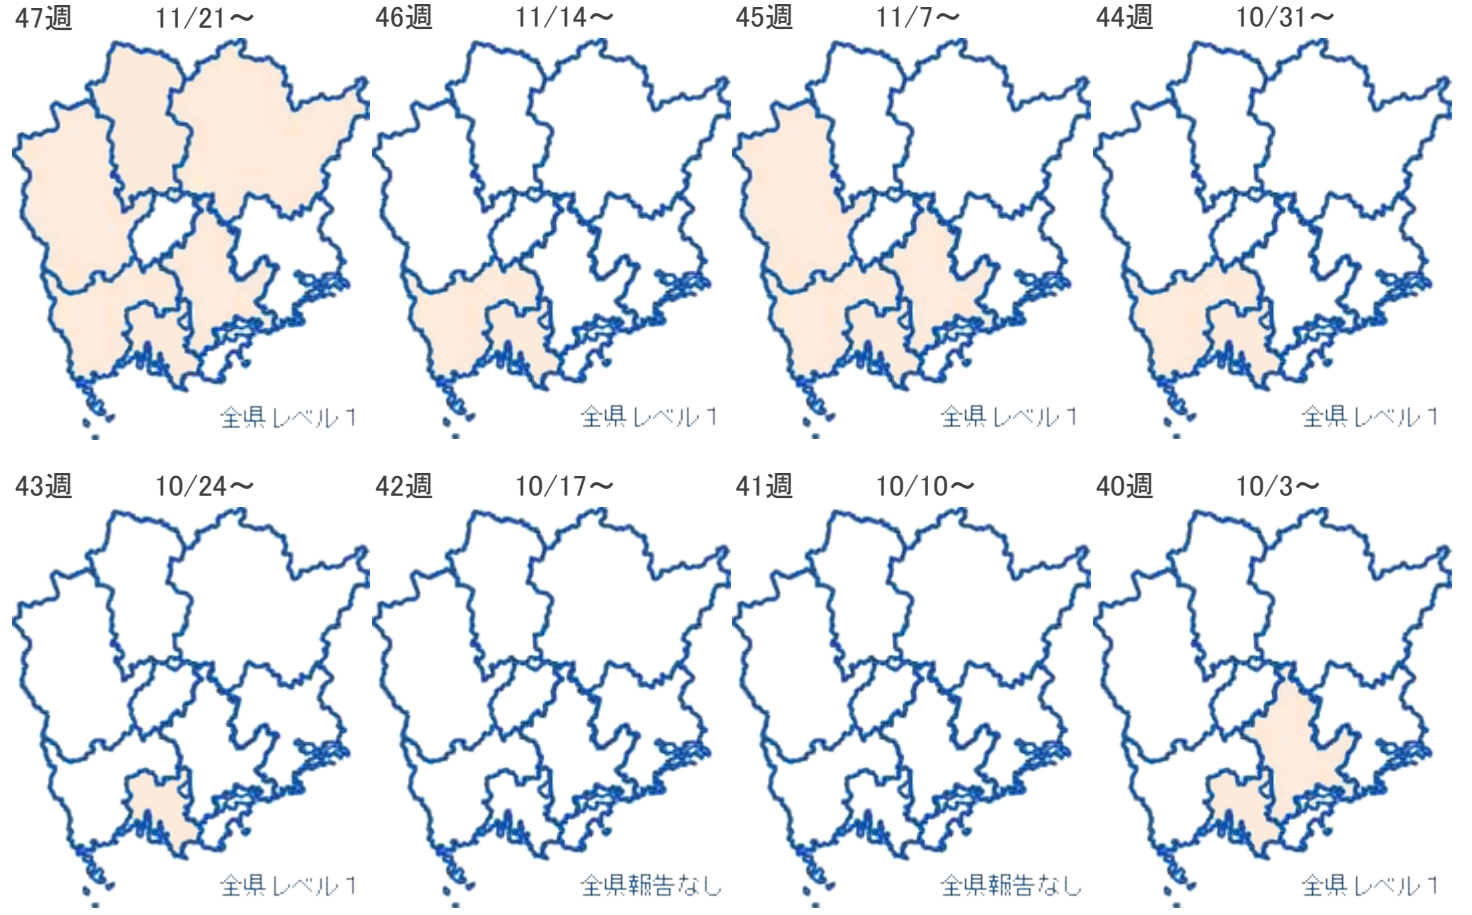 47週 11/21～
46週 11/14～
45週 11/7～
44週 10/31～
全県レベル1
全県レベル1
全県レベル1
全県レベル1
43週 10/24～
42週 10/17～
41週 10/10～
40週 10/3～
全県レベル1
全県報告なし
全県報告なし
全県レベル1